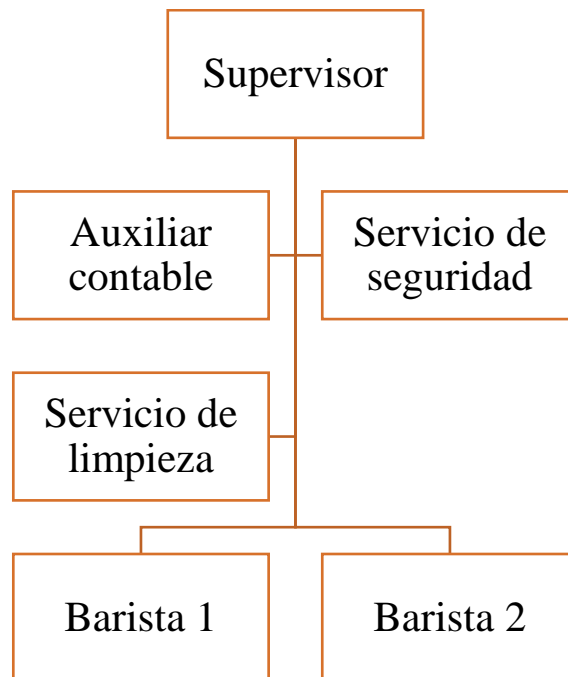 Supervisor
Auxiliar
contable
Servicio de
seguridad
Servicio de
limpieza
Barista 1
Barista 2